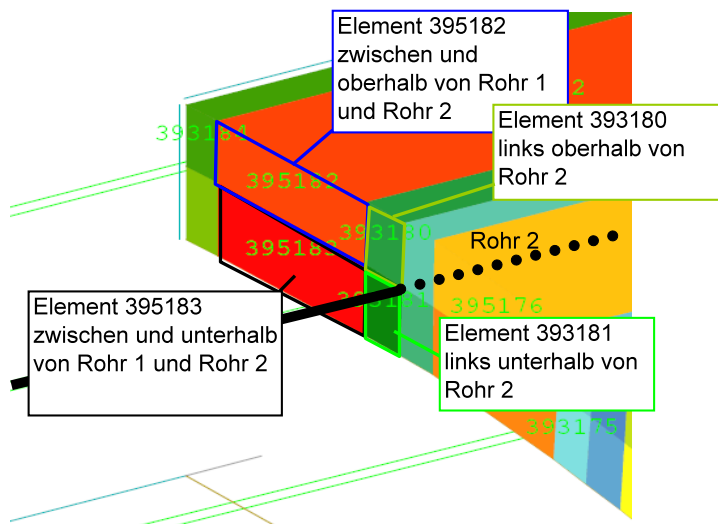 Element 395182
zwischen und
oberhalb von Rohr 1
und Rohr 2
2
Element 393180
links oberhalb von
Rohr 2
393184
395182
393180
Rohr 2
395183
395176
Element 395183
zwischen und unterhalb
von Rohr 1 und Rohr 2
Element 393181
links unterhalb von
Rohr 2
393175